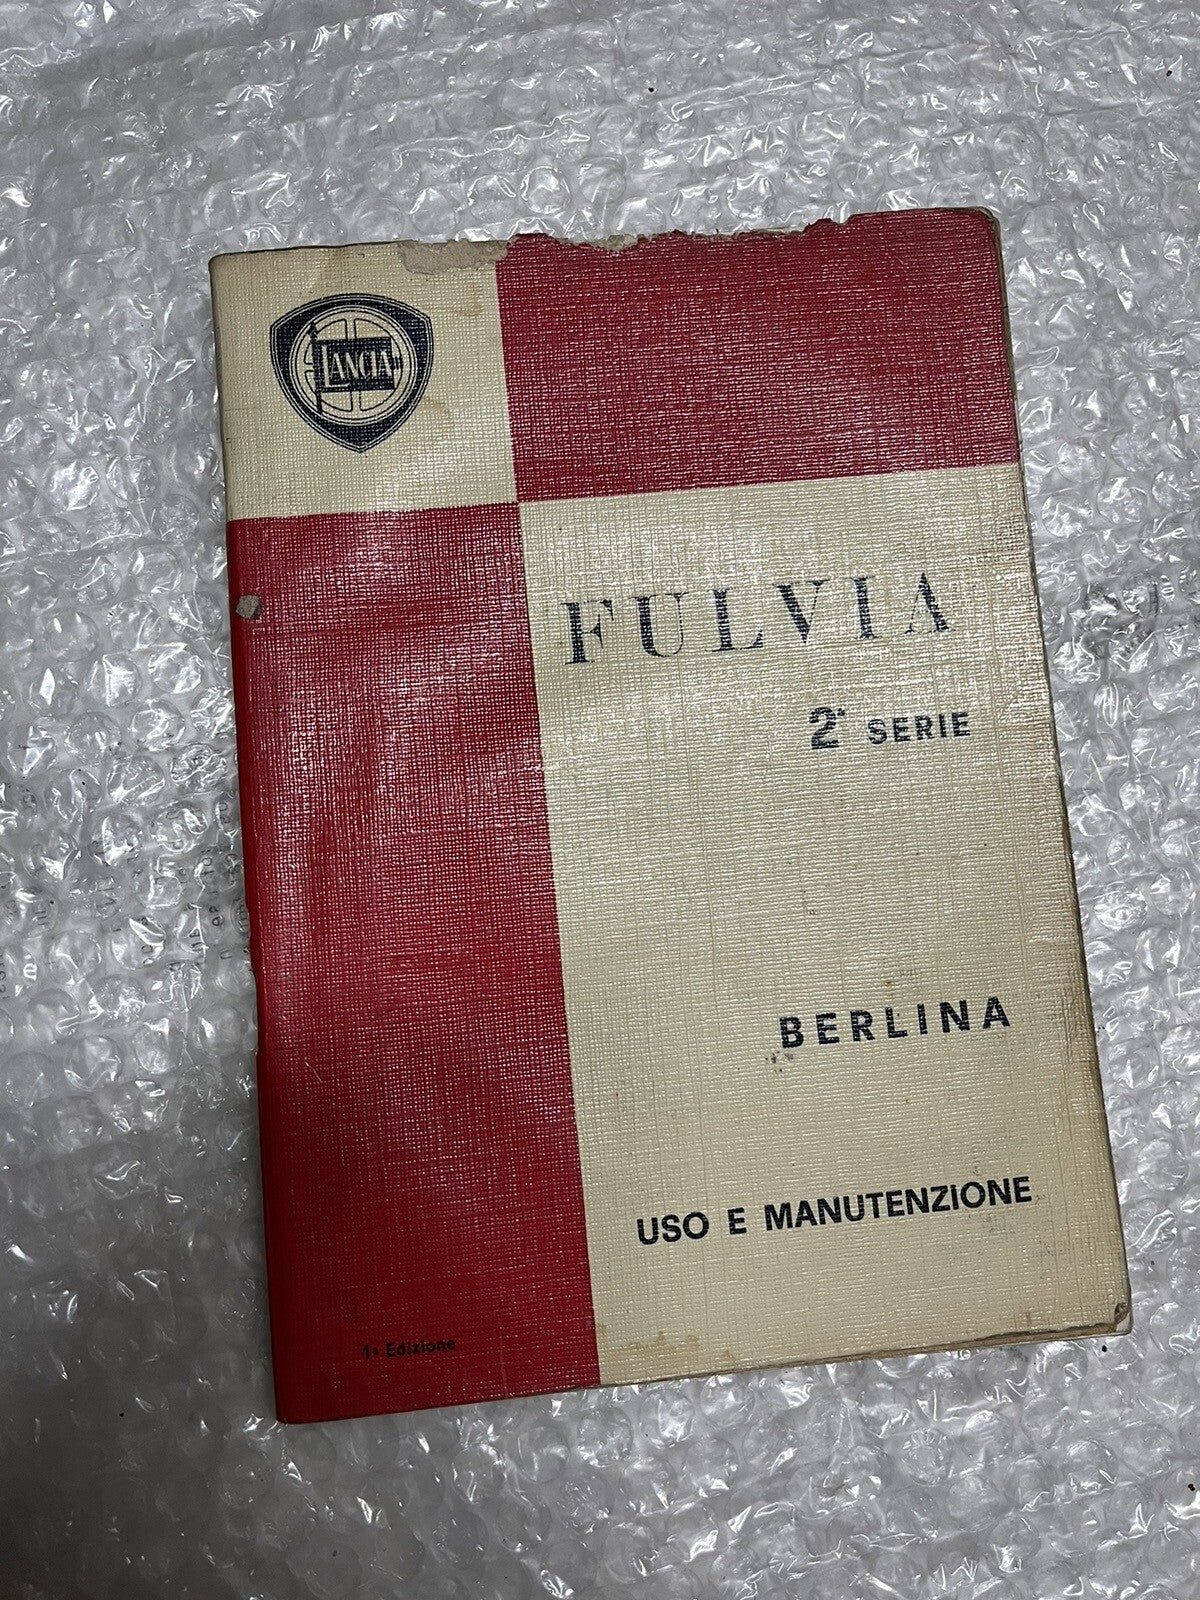 LANCIA
FULVIA
2ª SERIE
BERLINA
USO E MANUTENZIONE
1ª Edizione